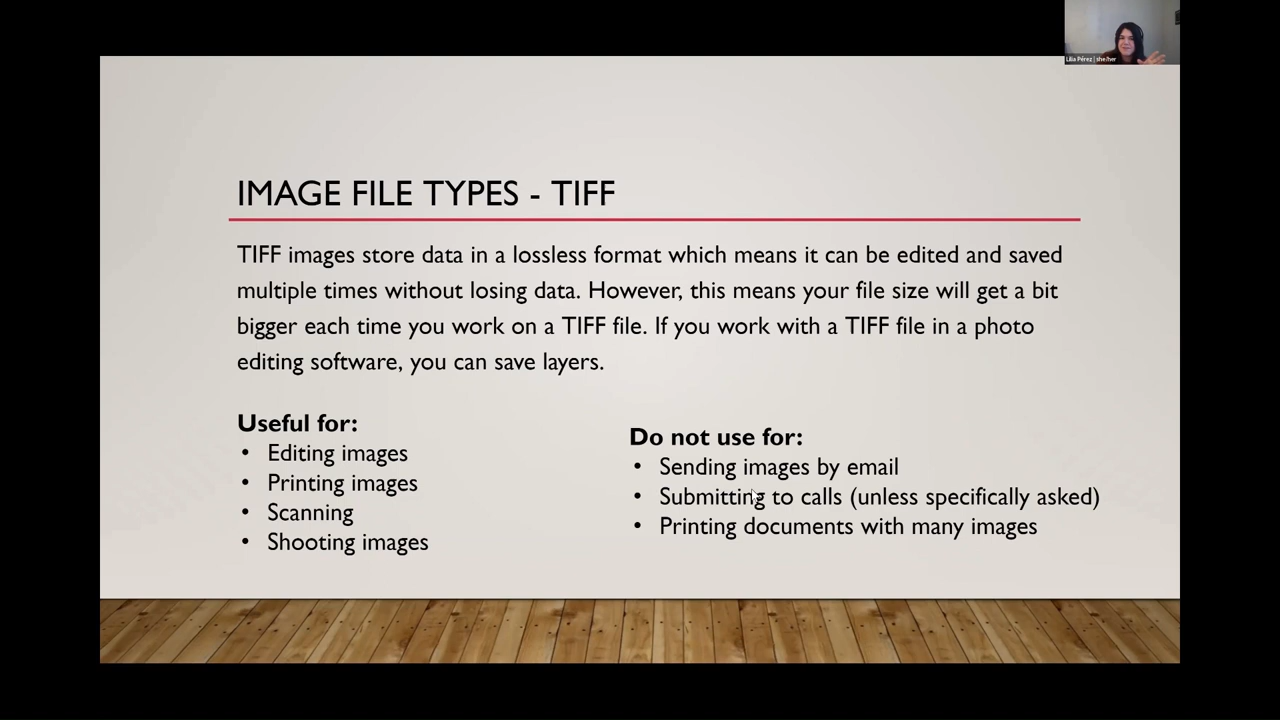 Lilia Pérez | she/her
IMAGE FILE TYPES - TIFF
TIFF images store data in a lossless format which means it can be edited and saved
multiple times without losing data. However, this means your file size will get a bit
bigger each time you work on a TIFF file. If you work with a TIFF file in a photo
editing software, you can save layers.
Useful for:
• Editing images
• Printing images
• Scanning
• Shooting images
Do not use for:
• Sending images by email
• Submitting to calls (unless specifically asked)
• Printing documents with many images